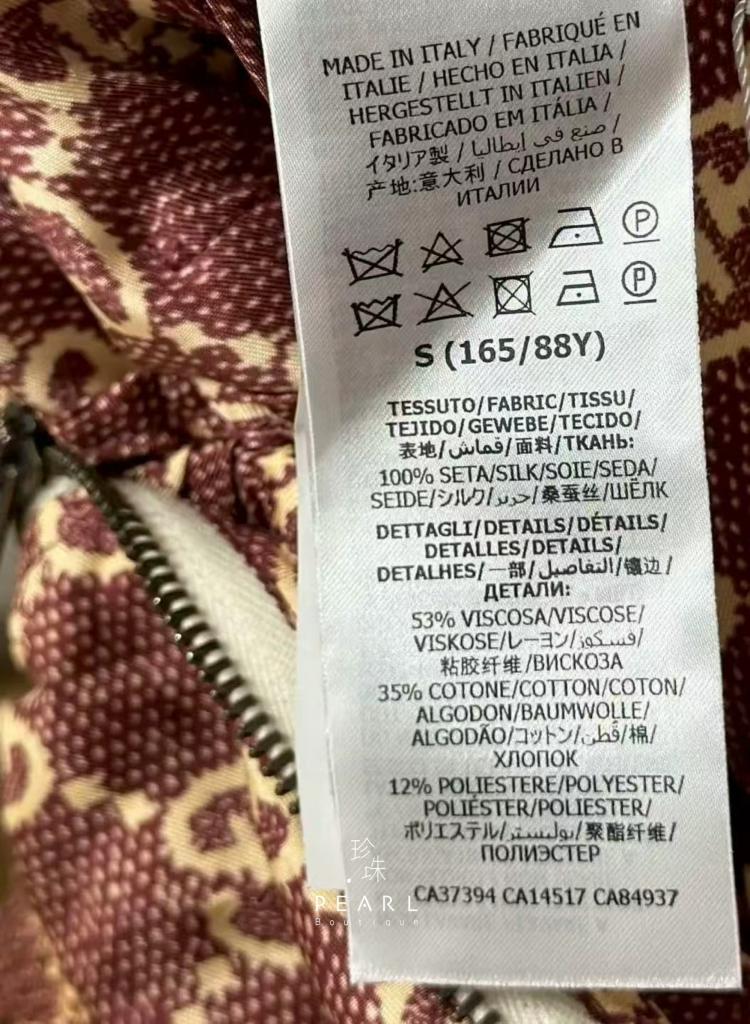 MADE IN ITALY / FABRIQUÉ EN
ITALIE / HECHO EN ITALIA /
HERGESTELLT IN ITALIEN /
FABRICADO EM ITÁLIA /
イタリア製 / صنع في إيطاليا /
产地:意大利 / СДЕЛАНО В
ИТАЛИИ
P
P
S (165/88Y)
TESSUTO/FABRIC/TISSU/
TEJIDO/GEWEBE/TECIDO/
表地/قماش/面料/ТКАНЬ:
100% SETA/SILK/SOIE/SEDA/
SEIDE/シルク/حرير/桑蚕丝/ШЁЛК
DETTAGLI/DETAILS/DÉTAILS/
DETALLES/DETAILS/
DETALHES/一部/التفاصيل/镶边/
ДЕТАЛИ:
53% VISCOSA/VISCOSE/
VISKOSE/レーヨン/فسكوز/
粘胶纤维/ВИСКОЗА
35% COTONE/COTTON/COTON/
ALGODON/BAUMWOLLE/
ALGODÃO/コットン/قطن/棉/
ХЛОПОК
12% POLIESTERE/POLYESTER/
POLIÉSTER/POLIESTER/
ポリエステル/بوليستر/聚酯纤维/
ПОЛИЭСТЕР
CA37394 CA14517 CA84937
珍
珠
PEARL
Boutique